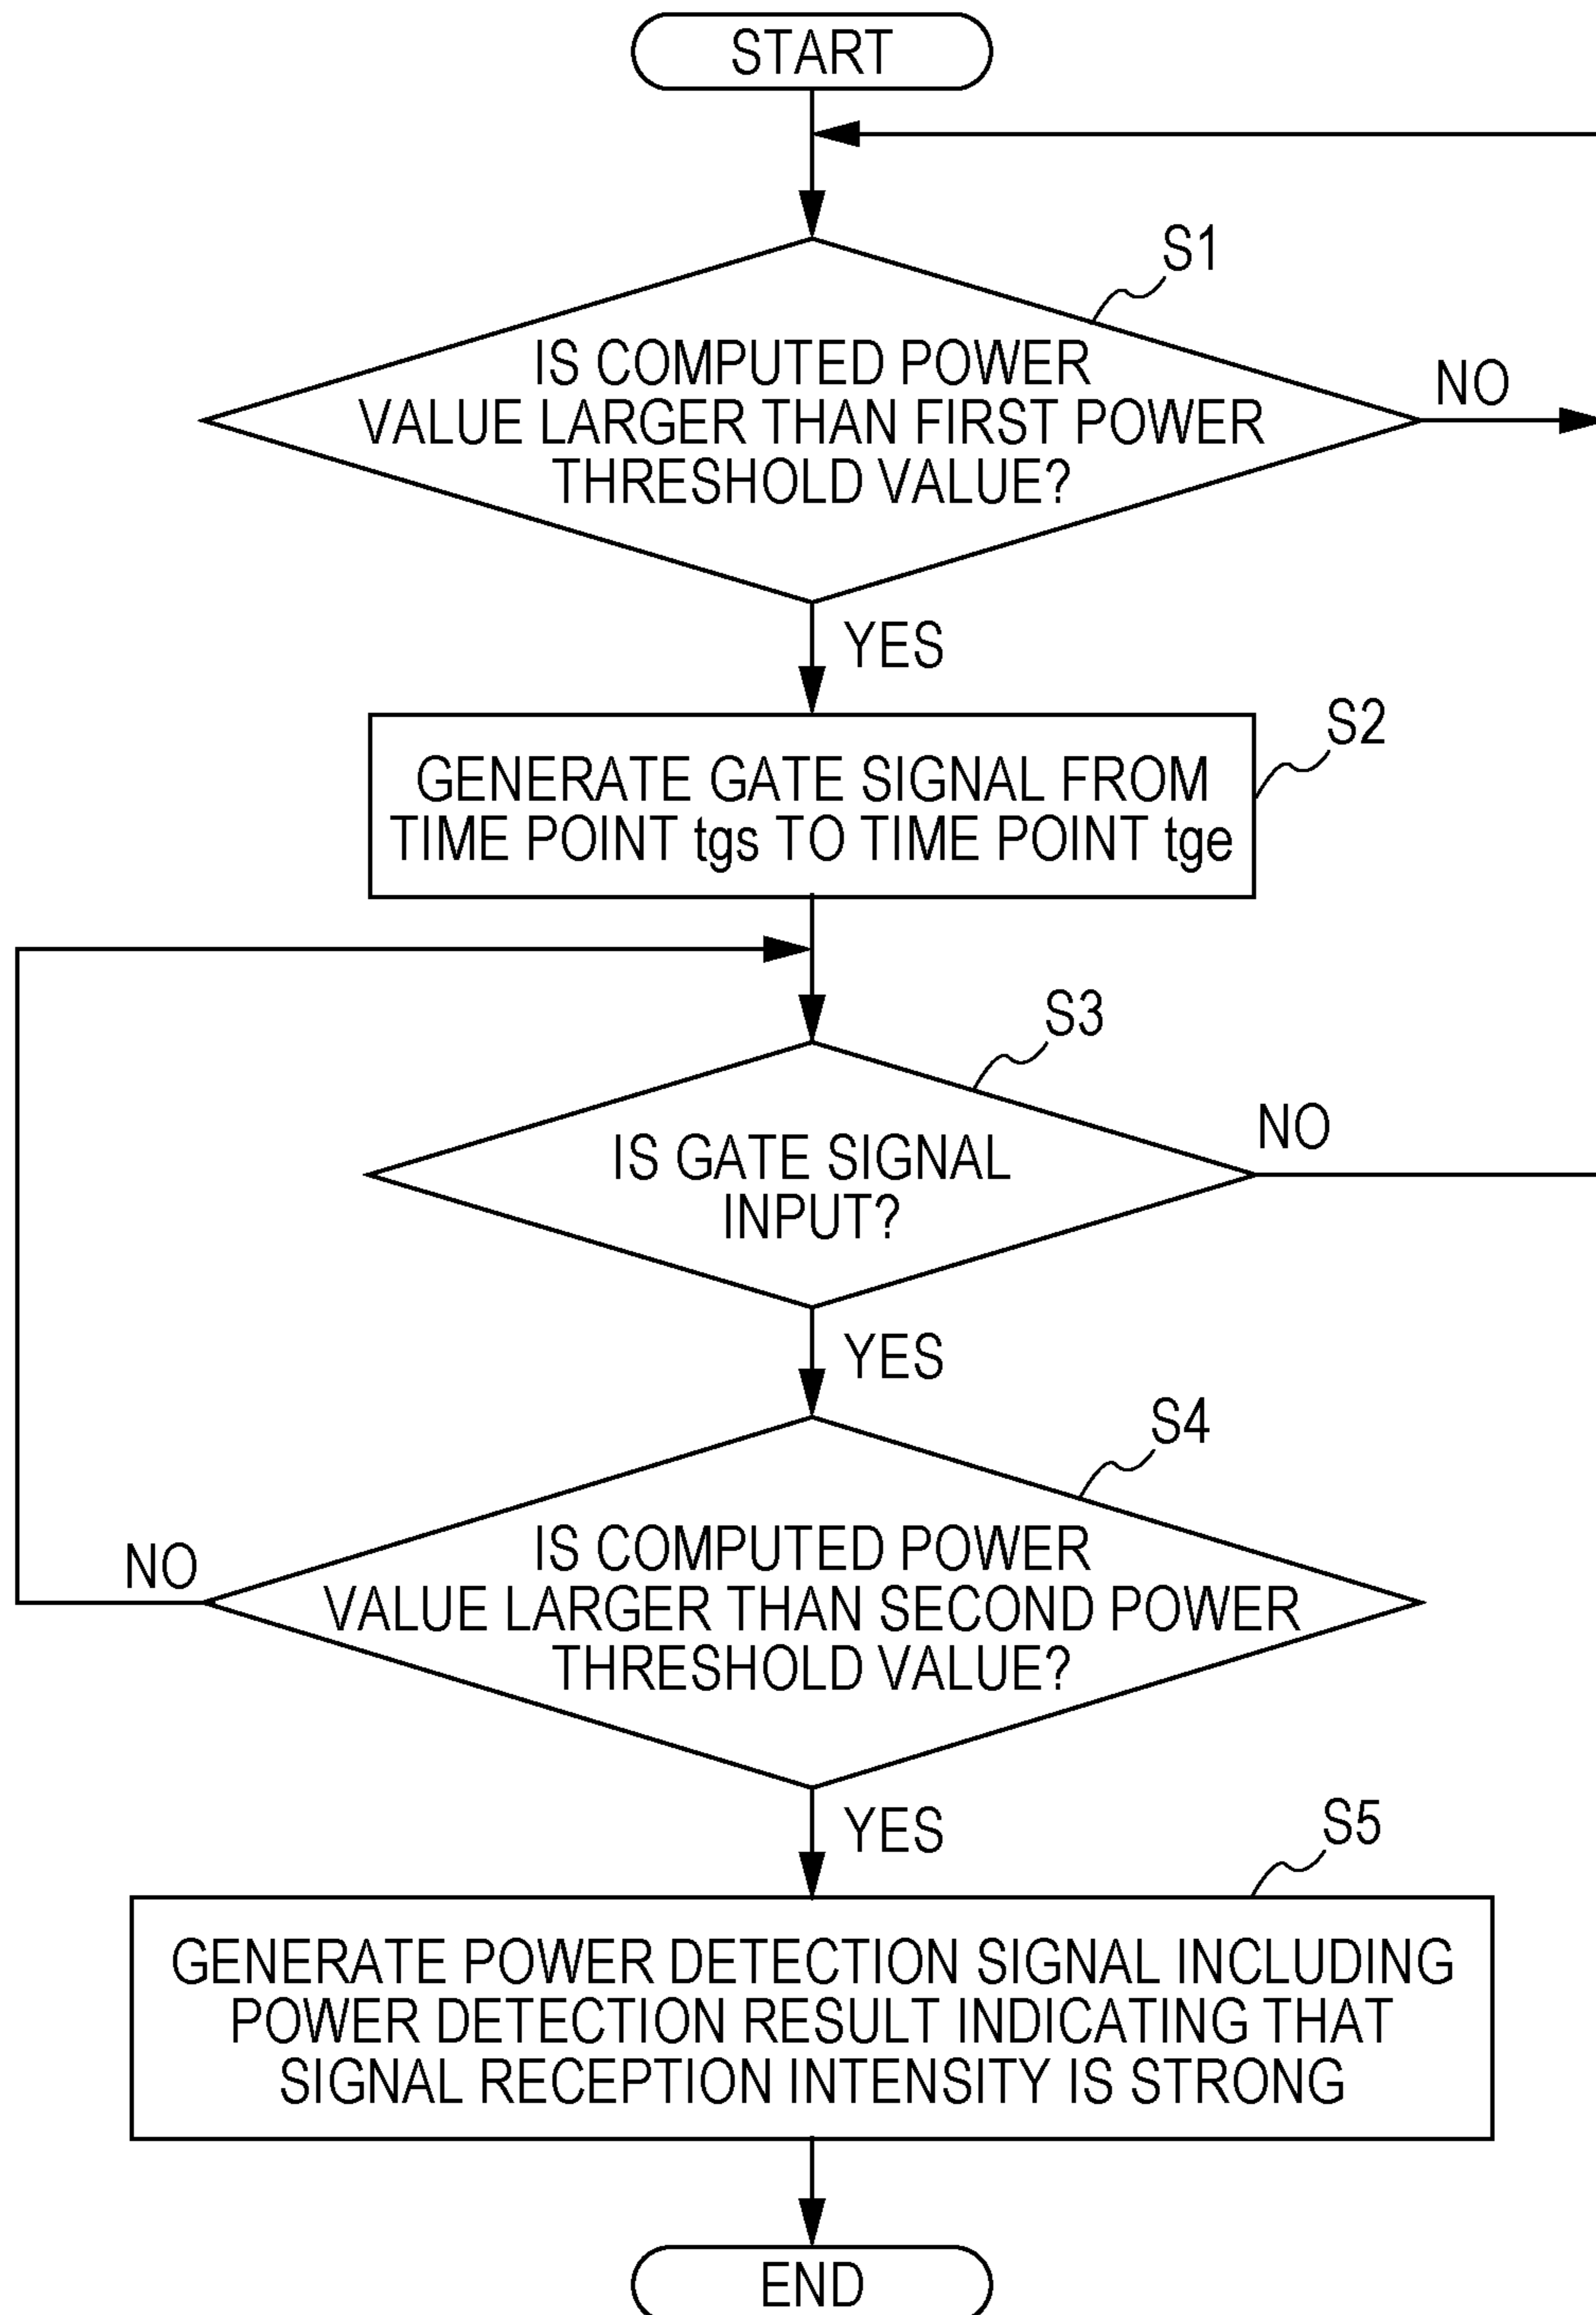 START
S1
IS COMPUTED POWER
VALUE LARGER THAN FIRST POWER
THRESHOLD VALUE?
NO
YES
S2
GENERATE GATE SIGNAL FROM
TIME POINT tgs TO TIME POINT tge
S3
IS GATE SIGNAL
INPUT?
NO
YES
S4
IS COMPUTED POWER
VALUE LARGER THAN SECOND POWER
THRESHOLD VALUE?
NO
YES
S5
GENERATE POWER DETECTION SIGNAL INCLUDING
POWER DETECTION RESULT INDICATING THAT
SIGNAL RECEPTION INTENSITY IS STRONG
END